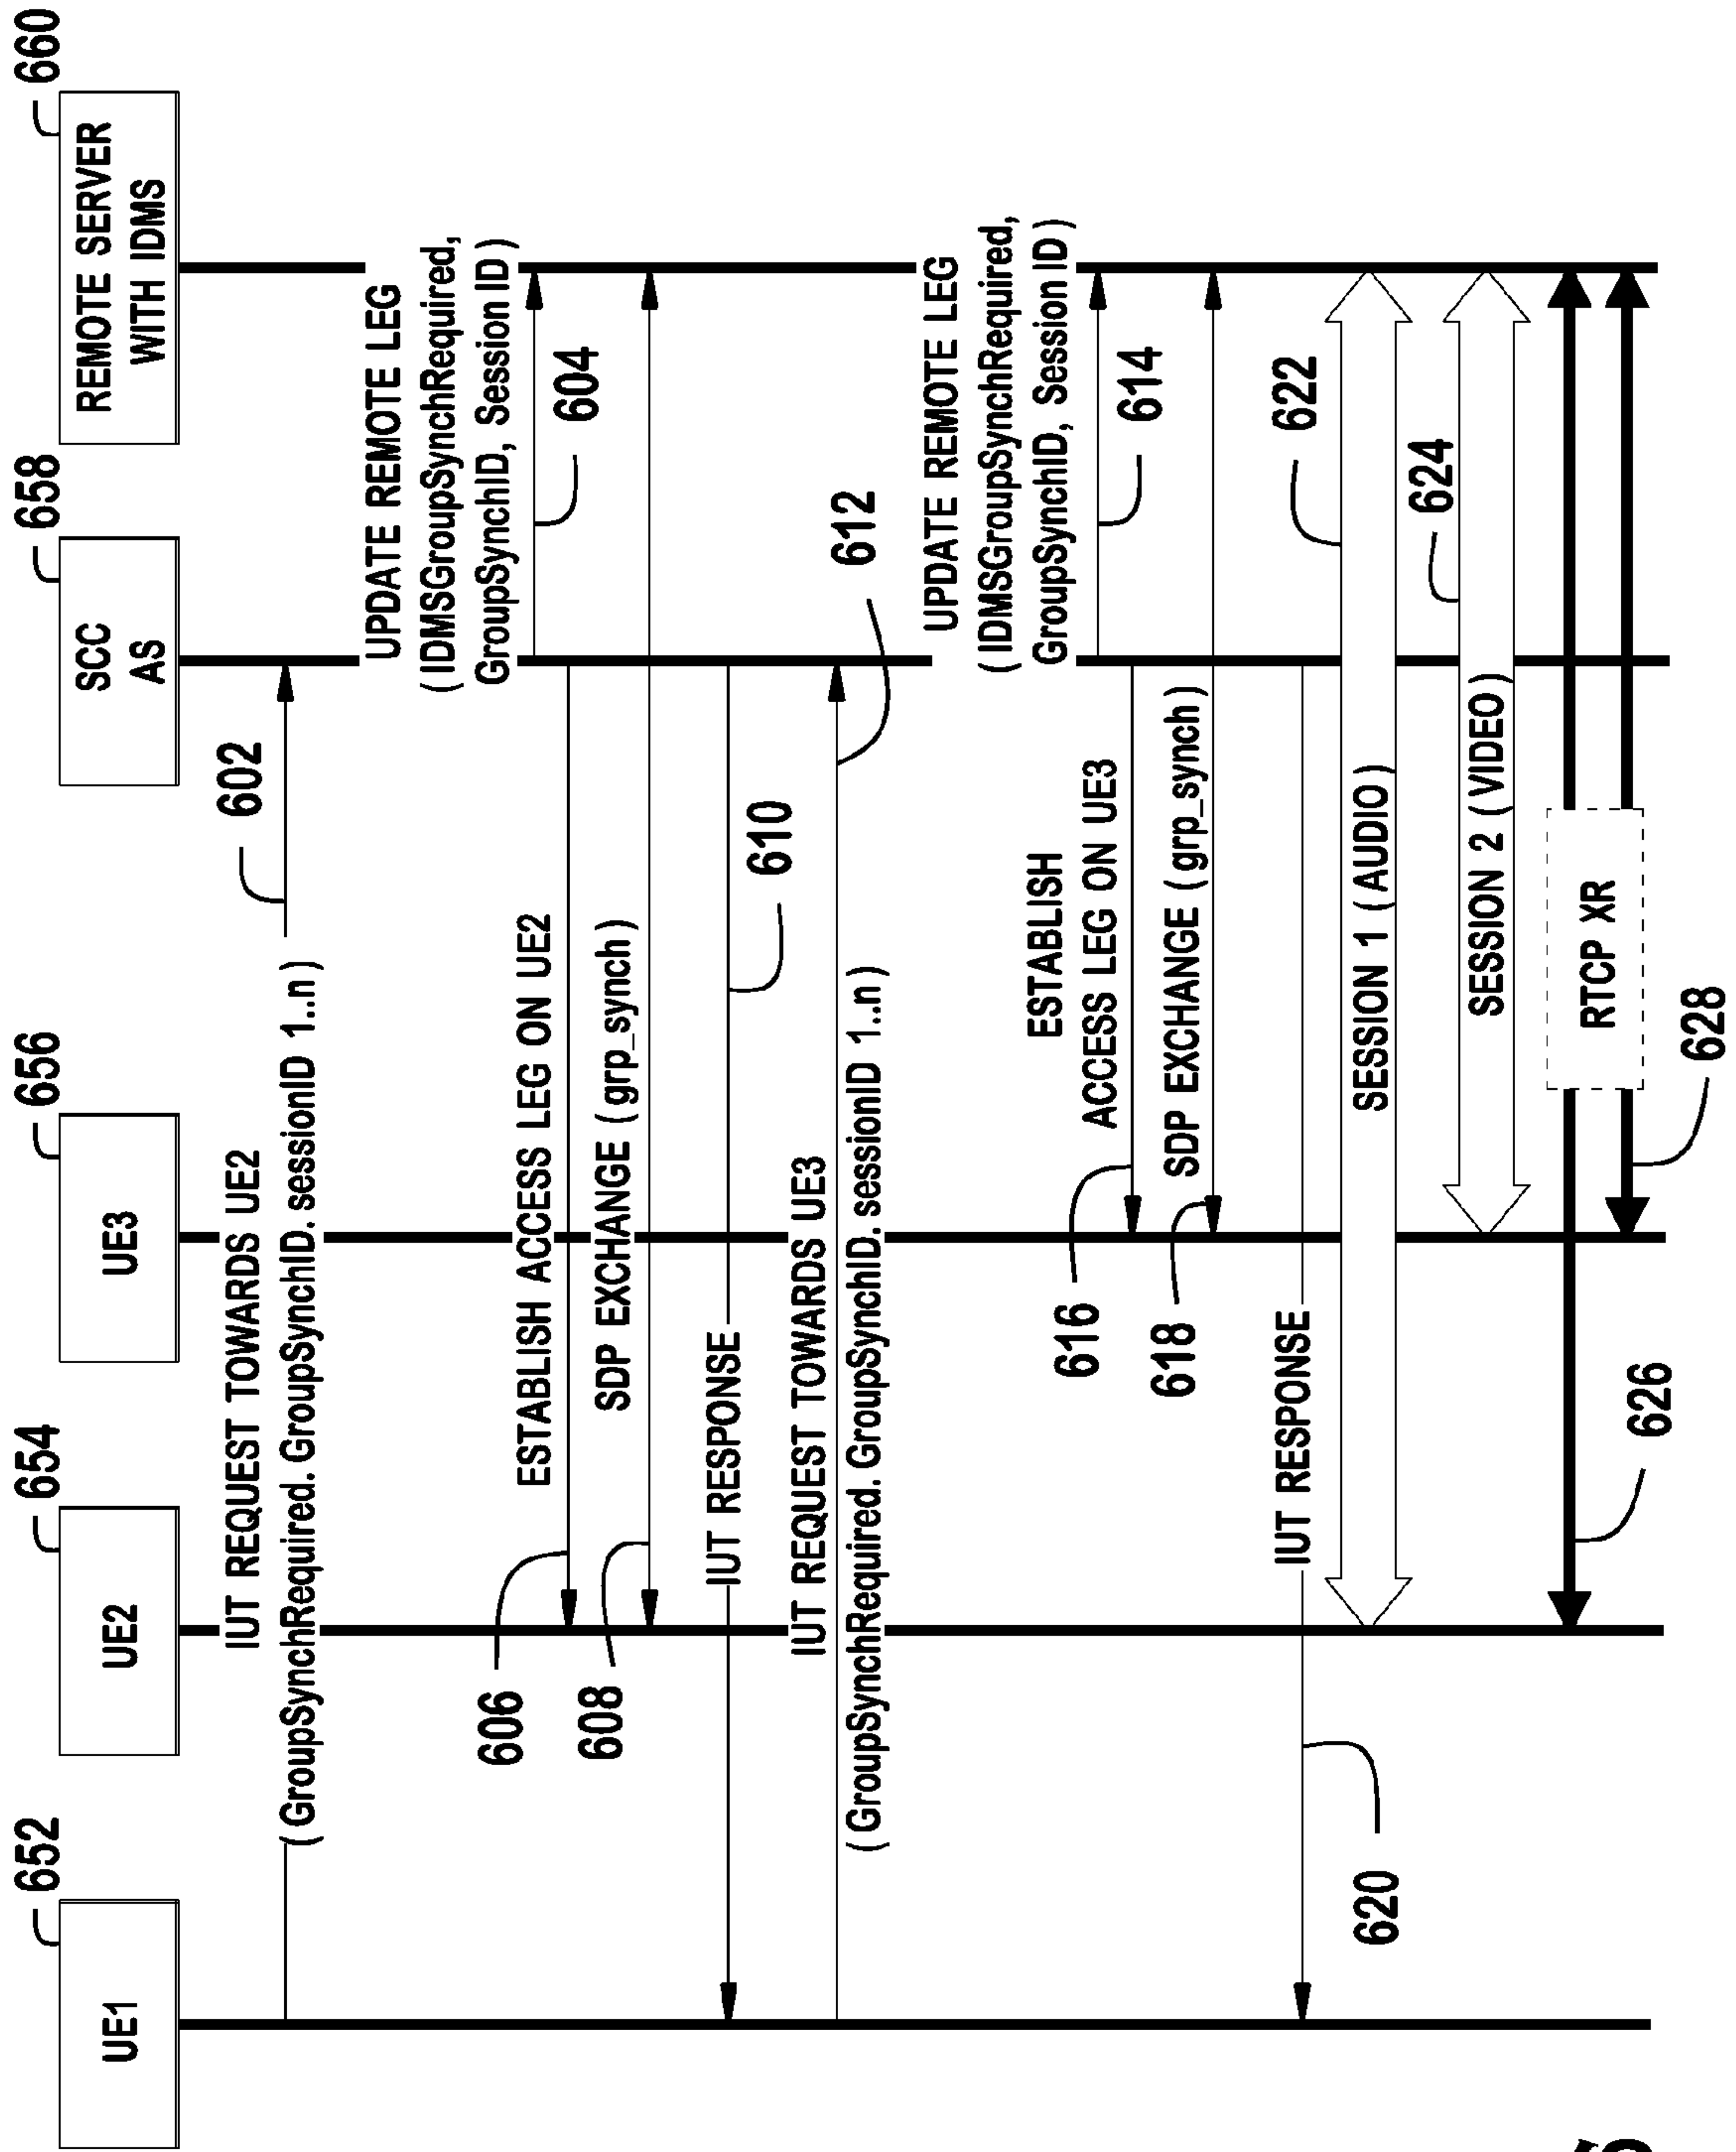 652
654
656
658
660
UE1
UE2
UE3
SCC
AS
REMOTE SERVER
WITH IDMS
IUT REQUEST TOWARDS UE2
(GroupSynchRequired. GroupSynchID. sessionID 1..n)
602
UPDATE REMOTE LEG
(IDMSGroupSynchRequired,
GroupSynchID, Session ID)
604
ESTABLISH ACCESS LEG ON UE2
606
SDP EXCHANGE (grp_synch)
608
IUT RESPONSE
610
IUT REQUEST TOWARDS UE3
(GroupSynchRequired. GroupSynchID. sessionID 1..n)
612
UPDATE REMOTE LEG
(IDMSGroupSynchRequired,
GroupSynchID, Session ID)
614
ESTABLISH
ACCESS LEG ON UE3
616
SDP EXCHANGE (grp_synch)
618
IUT RESPONSE
620
SESSION 1 (AUDIO)
622
SESSION 2 (VIDEO)
624
RTCP XR
626
628